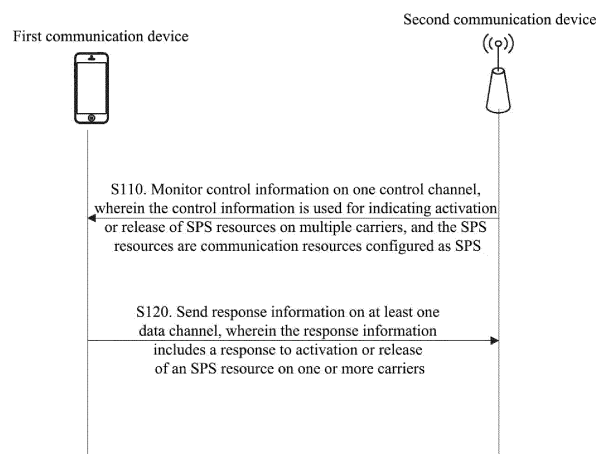 Second communication device
First communication device
S110. Monitor control information on one control channel,
wherein the control information is used for indicating activation
or release of SPS resources on multiple carriers, and the SPS
resources are communication resources configured as SPS
S120. Send response information on at least one
data channel, wherein the response information
includes a response to activation or release
of an SPS resource on one or more carriers